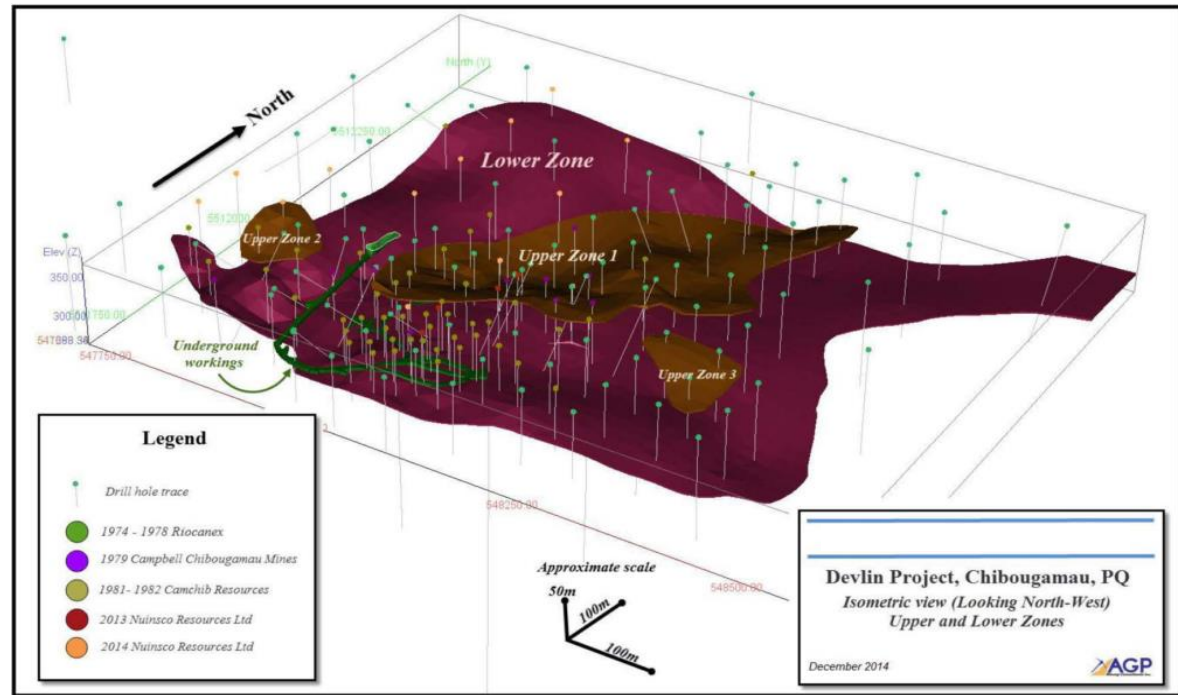 North
North (Y)
5512250.00
Lower Zone
Upper Zone 2
Upper Zone 1
Elev (Z)
350.00
300.00
547750.00
Underground
workings
Upper Zone 3
548250.00
548500.00
Legend
Drill hole trace
1974 - 1978 Riocanex
1979 Campbell Chibougamau Mines
1981- 1982 Camchib Resources
2013 Nuinsco Resources Ltd
2014 Nuinsco Resources Ltd
Approximate scale
50m
100m
100m
Devlin Project, Chibougamau, PQ
Isometric view (Looking North-West)
Upper and Lower Zones
December 2014
AGP